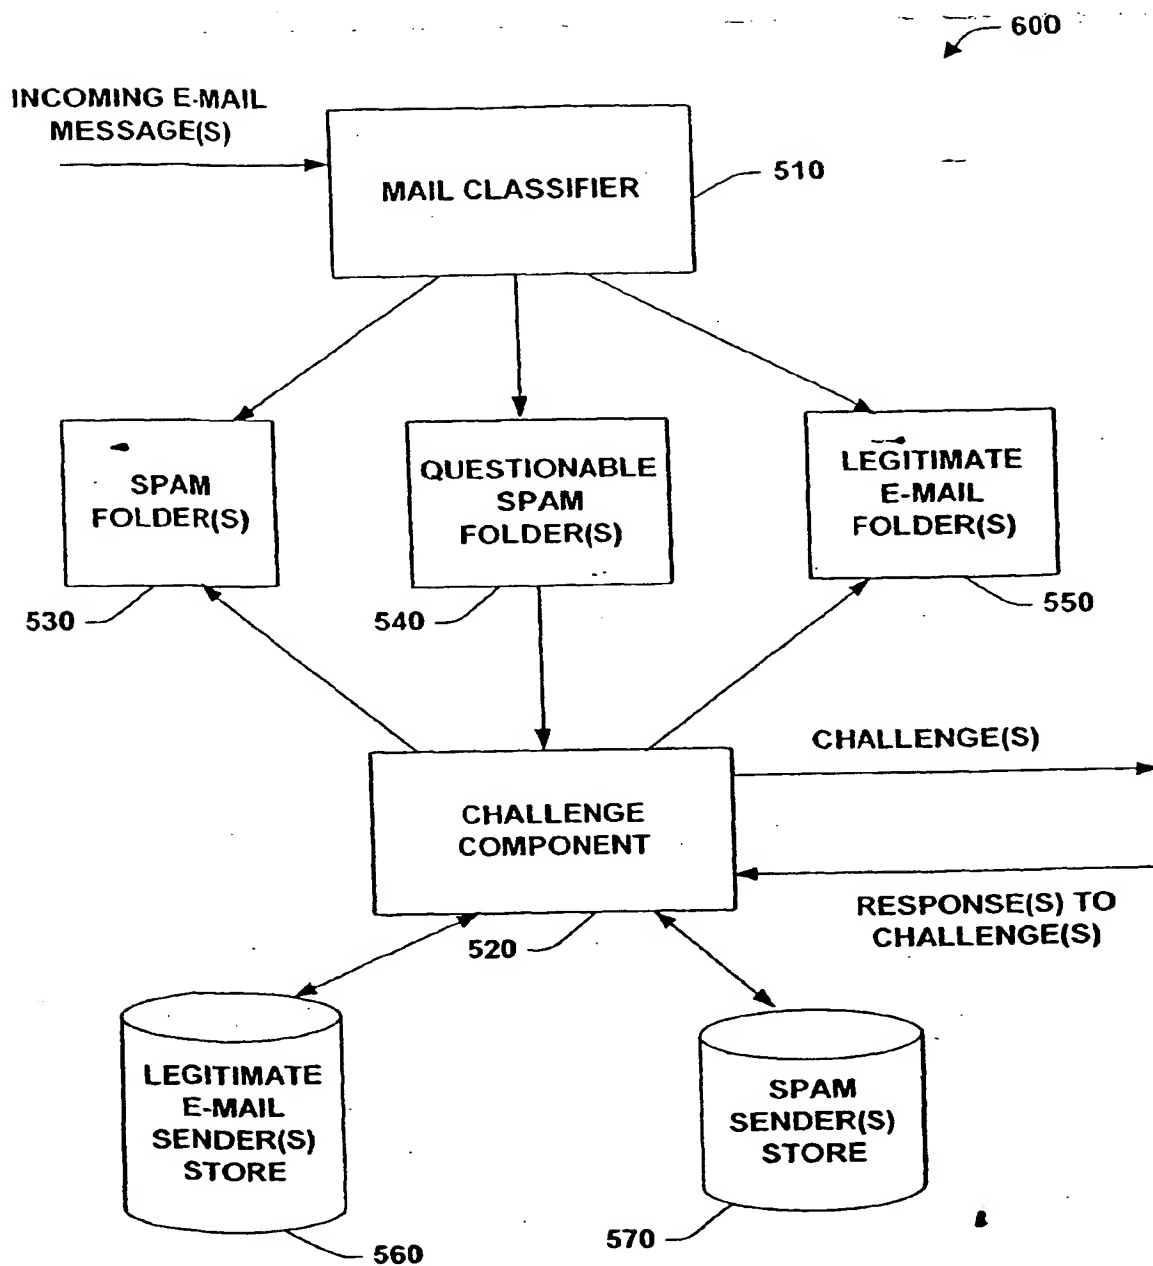 600
INCOMING E-MAIL
MESSAGE(S)
MAIL CLASSIFIER
510
SPAM
FOLDER(S)
530
QUESTIONABLE
SPAM
FOLDER(S)
540
LEGITIMATE
E-MAIL
FOLDER(S)
550
CHALLENGE(S)
CHALLENGE
COMPONENT
520
RESPONSE(S) TO
CHALLENGE(S)
LEGITIMATE
E-MAIL
SENDER(S)
STORE
560
SPAM
SENDER(S)
STORE
570